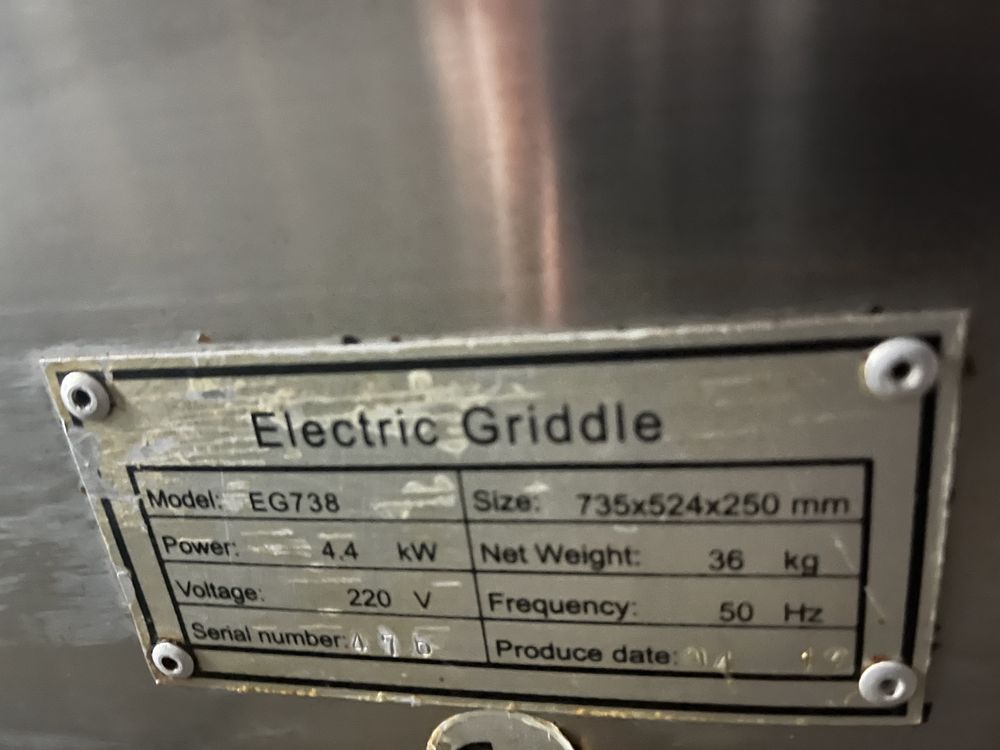 Electric Griddle
Model: EG738 Size: 735x524x250 mm
Power: 4.4 kW Net Weight: 36 kg
Voltage: 220 V Frequency: 50 Hz
Serial number: Produce date: